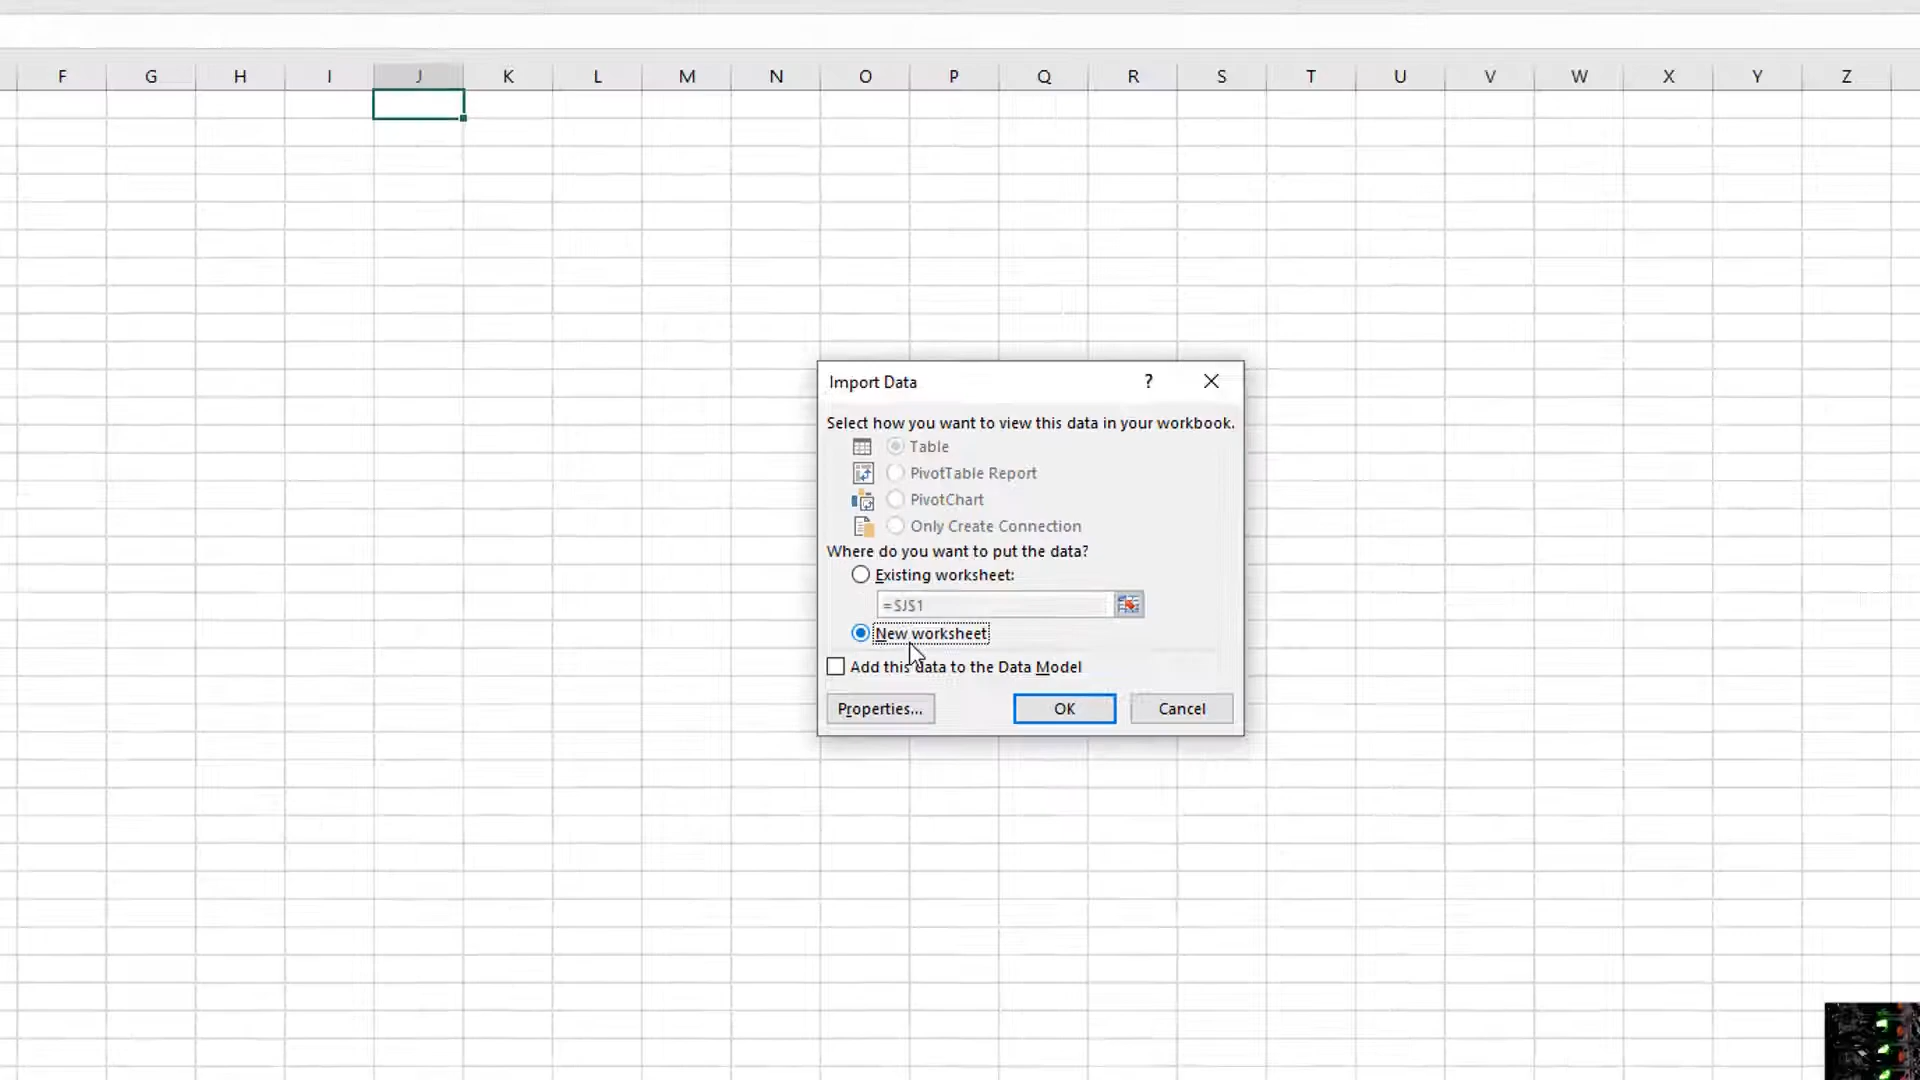 F G H I J K L M N O P Q R S T U V W X Y Z
Import Data ?
Select how you want to view this data in your workbook.
Table
PivotTable Report
PivotChart
Only Create Connection
Where do you want to put the data?
Existing worksheet:
=$J$1
New worksheet
Add this data to the Data Model
Properties... OK Cancel